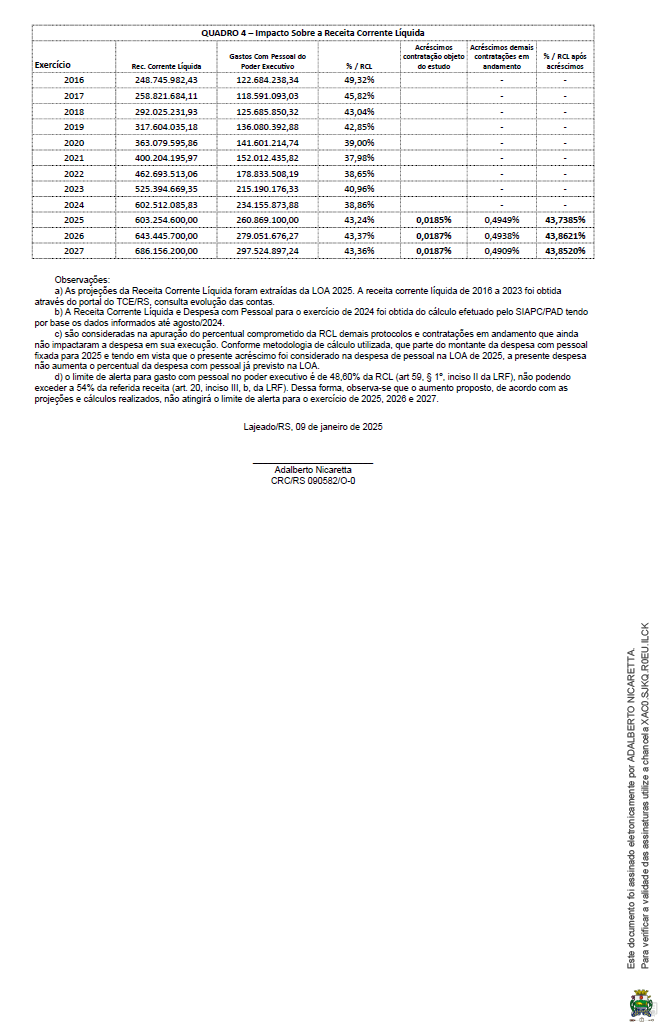 QUADRO 4 – Impacto Sobre a Receita Corrente Líquida
Exercício Rec. Corrente Líquida Gastos Com Pessoal do Poder Executivo % / RCL Acréscimos contratação objeto do estudo Acréscimos demais contratações em andamento % / RCL após acréscimos
2016 248.745.982,43 122.684.238,34 49,32% - -
2017 258.821.684,11 118.591.093,03 45,82% - -
2018 292.025.231,93 125.685.850,32 43,04% - -
2019 317.604.035,18 136.080.392,88 42,85% - -
2020 363.079.595,86 141.601.214,74 39,00% - -
2021 400.204.195,97 152.012.435,82 37,98% - -
2022 462.693.513,06 178.833.508,19 38,65% - -
2023 525.394.669,35 215.190.176,33 40,96% - -
2024 602.512.085,83 234.155.873,88 38,86% - -
2025 603.254.600,00 260.869.100,00 43,24% 0,0185% 0,4949% 43,7385%
2026 643.445.700,00 279.051.676,27 43,37% 0,0187% 0,4938% 43,8621%
2027 686.156.200,00 297.524.897,24 43,36% 0,0187% 0,4909% 43,8520%
Observações:
a) As projeções da Receita Corrente Líquida foram extraídas da LOA 2025. A receita corrente líquida de 2016 a 2023 foi obtida
através do portal do TCE/RS, consulta evolução das contas.
b) A Receita Corrente Líquida e Despesa com Pessoal para o exercício de 2024 foi obtida do cálculo efetuado pelo SIAPC/PAD tendo
por base os dados informados até agosto/2024.
c) são consideradas na apuração do percentual comprometido da RCL demais protocolos e contratações em andamento que ainda
não impactaram a despesa em sua execução. Conforme metodologia de cálculo utilizada, que parte do montante da despesa com pessoal
fixada para 2025 e tendo em vista que o presente acréscimo foi considerado na despesa de pessoal na LOA de 2025, a presente despesa
não aumenta o percentual da despesa com pessoal já previsto na LOA.
d) o limite de alerta para gasto com pessoal no poder executivo é de 48,60% da RCL (art 59, § 1º, inciso II da LRF), não podendo
exceder a 54% da referida receita (art. 20, inciso III, b, da LRF). Dessa forma, observa-se que o aumento proposto, de acordo com as
projeções e cálculos realizados, não atingirá o limite de alerta para o exercício de 2025, 2026 e 2027.
Lajeado/RS, 09 de janeiro de 2025
Adalberto Nicaretta
CRC/RS 090582/O-0
Este documento foi assinado eletronicamente por ADALBERTO NICARETTA.
Para verificar a validade das assinaturas utilize a chancela XAC0.SJKQ.R0EU.ILCK